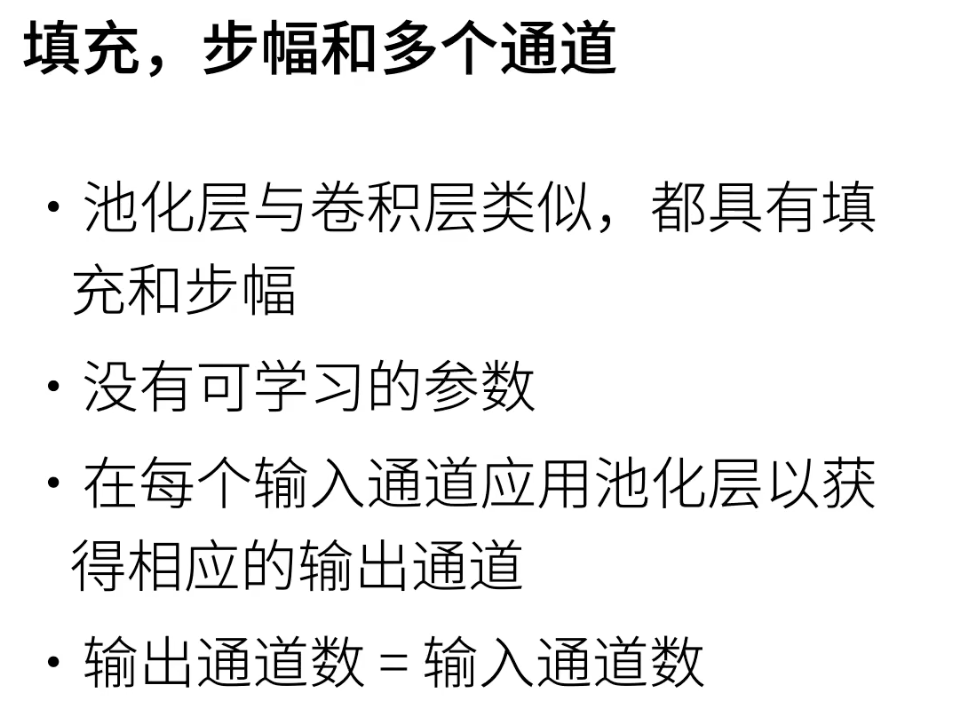 填充，步幅和多个通道
• 池化层与卷积层类似，都具有填
充和步幅
• 没有可学习的参数
• 在每个输入通道应用池化层以获
得相应的输出通道
• 输出通道数 = 输入通道数